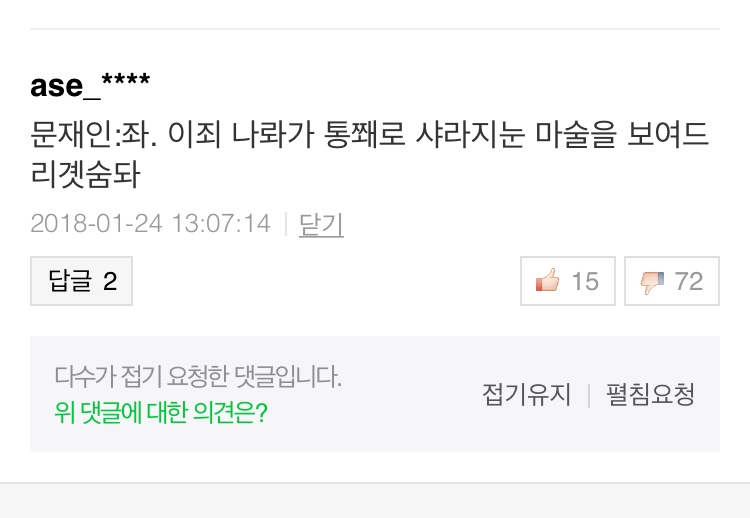 ase_****
문재인:좌. 이죄 나롸가 통쫴로 샤라지눈 마술을 보여드
리곗숨돠
2018-01-24 13:07:14 | 닫기
답글 2
15 72
다수가 접기 요청한 댓글입니다.
위 댓글에 대한 의견은?
접기유지 | 펼침요청